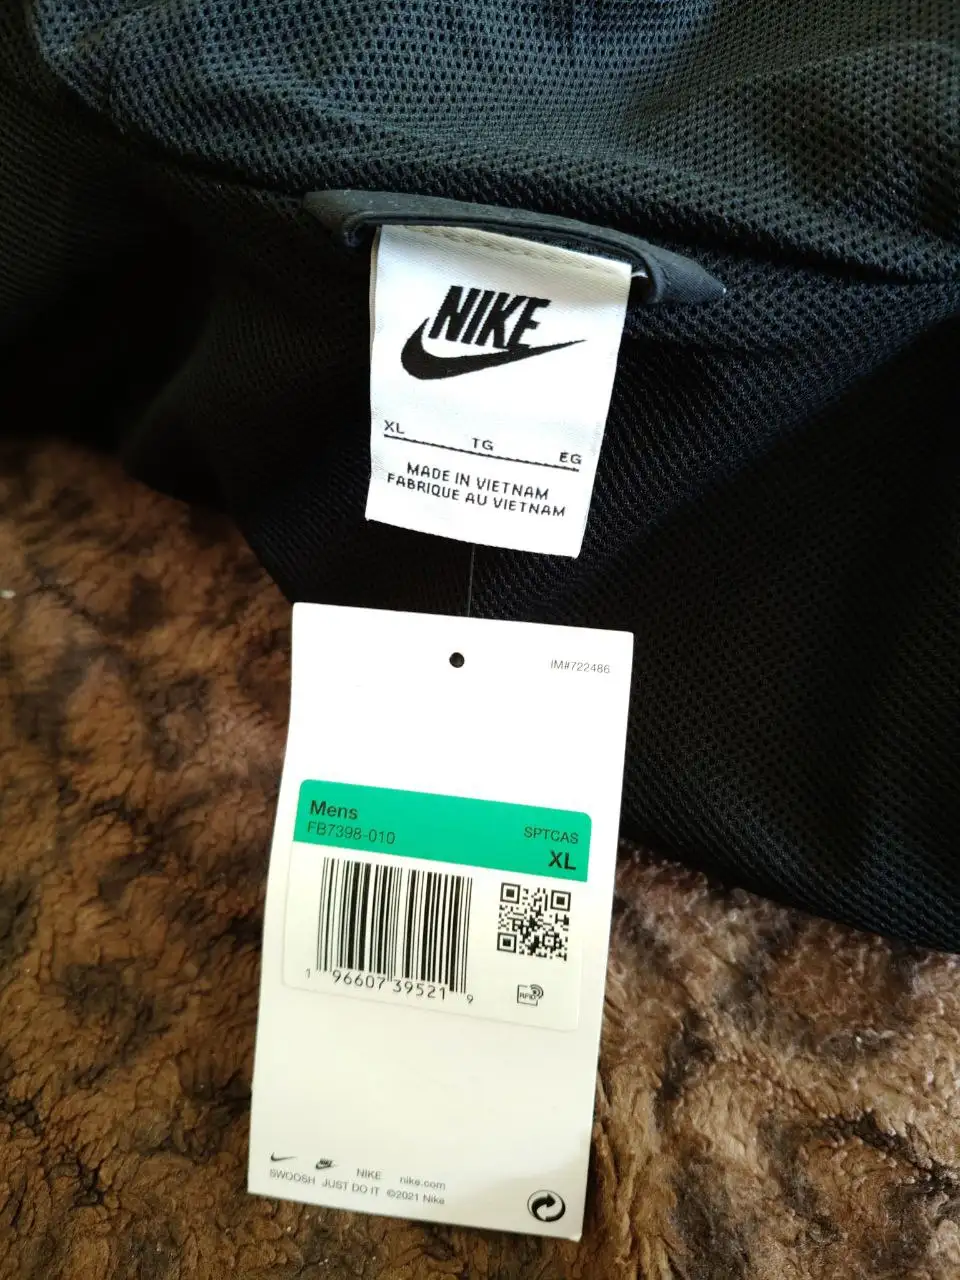 NIKE
XL TG EG
MADE IN VIETNAM
FABRIQUE AU VIETNAM
IM#722486
Mens
FB7398-010
SPTCAS
XL
1 96607 39521 9
RFID
NIKE nike.com
SWOOSH JUST DO IT ©2021 Nike